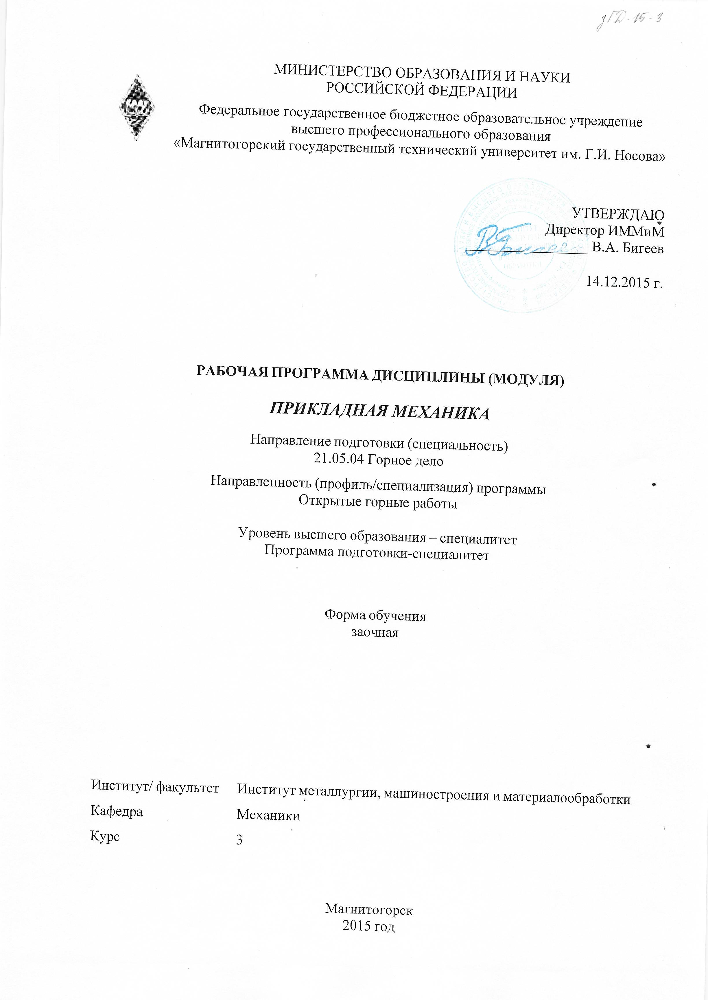 зГД-15-3
МИНИСТЕРСТВО ОБРАЗОВАНИЯ И НАУКИ
РОССИЙСКОЙ ФЕДЕРАЦИИ
Федеральное государственное бюджетное образовательное учреждение
высшего профессионального образования
«Магнитогорский государственный технический университет им. Г.И. Носова»
УТВЕРЖДАЮ
Директор ИММиМ
В.А. Бигеев
14.12.2015 г.
РАБОЧАЯ ПРОГРАММА ДИСЦИПЛИНЫ (МОДУЛЯ)
ПРИКЛАДНАЯ МЕХАНИКА
Направление подготовки (специальность)
21.05.04 Горное дело
Направленность (профиль/специализация) программы
Открытые горные работы
Уровень высшего образования – специалитет
Программа подготовки-специалитет
Форма обучения
заочная
Институт/ факультет Институт металлургии, машиностроения и материалообработки
Кафедра Механики
Курс 3
Магнитогорск
2015 год